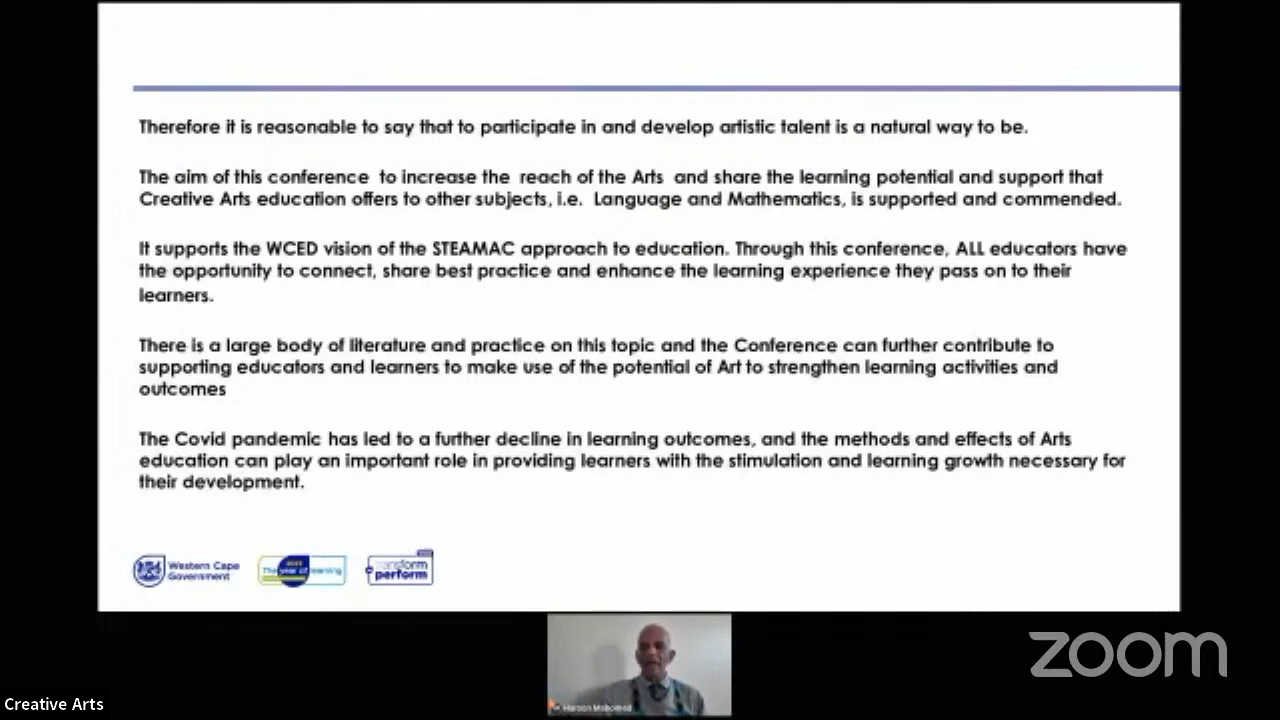 Therefore it is reasonable to say that to participate in and develop artistic talent is a natural way to be.
The aim of this conference to increase the reach of the Arts and share the learning potential and support that
Creative Arts education offers to other subjects, i.e. Language and Mathematics, is supported and commended.
It supports the WCED vision of the STEAMAC approach to education. Through this conference, ALL educators have
the opportunity to connect, share best practice and enhance the learning experience they pass on to their
learners.
There is a large body of literature and practice on this topic and the Conference can further contribute to
supporting educators and learners to make use of the potential of Art to strengthen learning activities and
outcomes
The Covid pandemic has led to a further decline in learning outcomes, and the methods and effects of Arts
education can play an important role in providing learners with the stimulation and learning growth necessary for
their development.
Western Cape
Government
The year of learning
transform
perform
Haroon Mahomed
zoom
Creative Arts